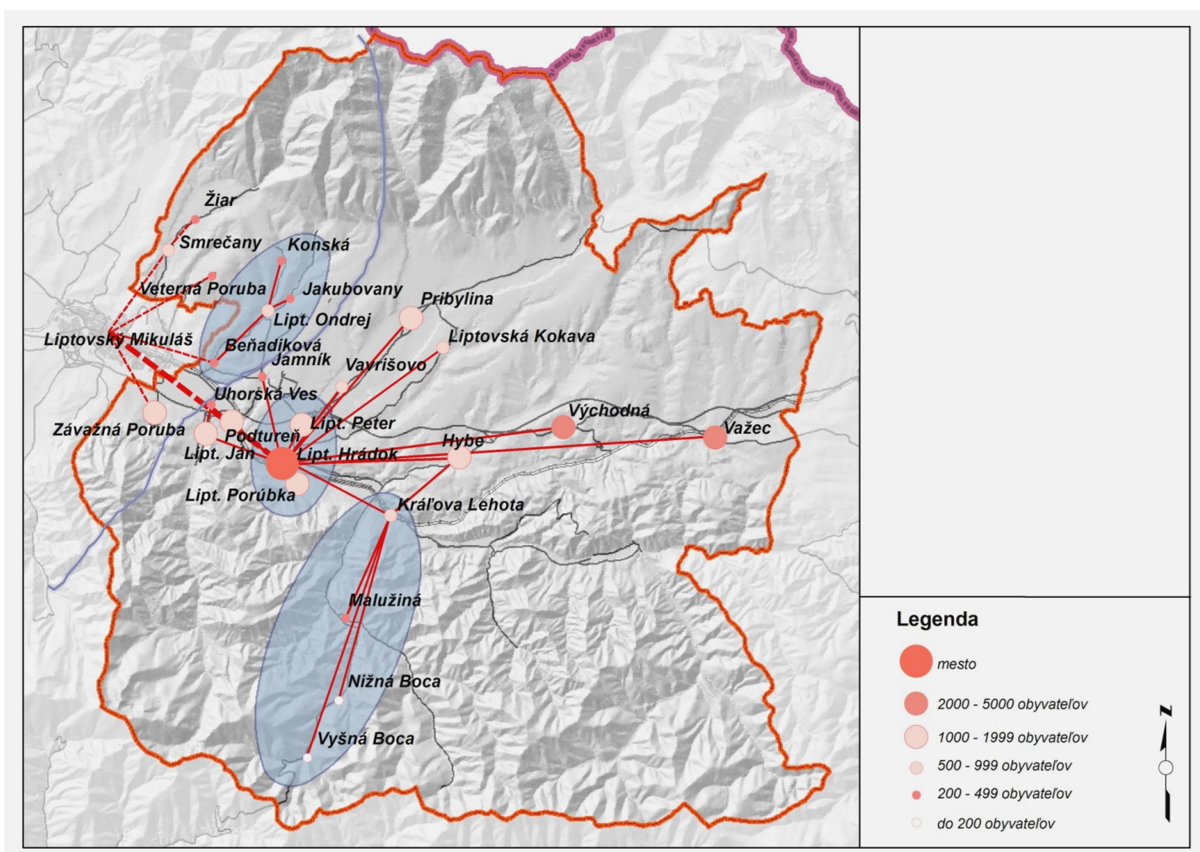 Žiar
Smrečany
Konská
Veterná Poruba
Jakubovany
Pribylina
Lipt. Ondrej
Liptovský Mikuláš
Beňadiková
Liptovská Kokava
Jamník
Vavrišovo
Uhorská Ves
Východná
Závažná Poruba
Podtureň
Lipt. Peter
Važec
Lipt. Ján
Lipt. Hrádok
Hybe
Lipt. Porúbka
Kráľova Lehota
Malužiná
Nižná Boca
Vyšná Boca
Legenda
mesto
2000 - 5000 obyvateľov
1000 - 1999 obyvateľov
500 - 999 obyvateľov
200 - 499 obyvateľov
do 200 obyvateľov
Z